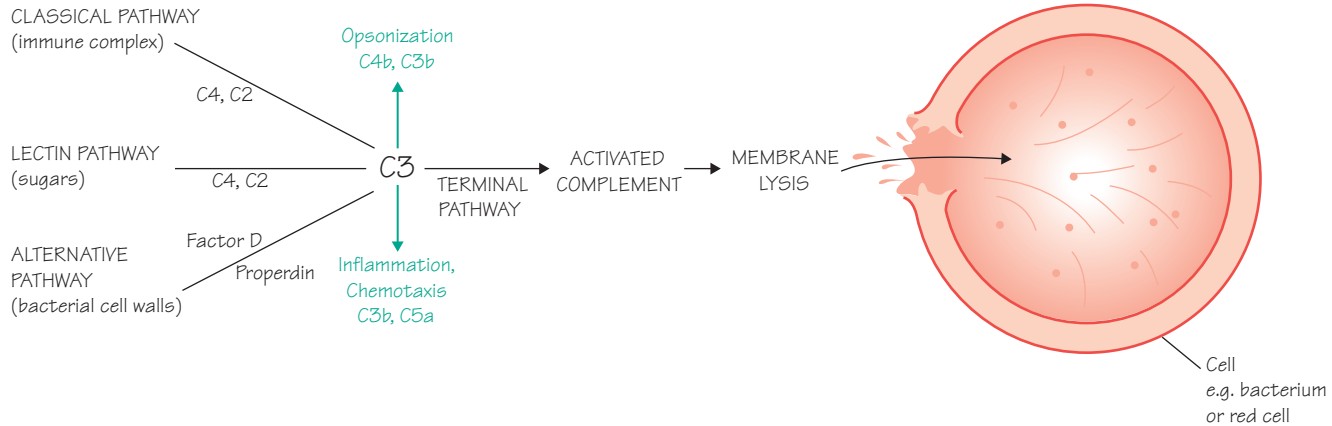 CLASSICAL PATHWAY
(immune complex)
C4, C2
Opsonization
C4b, C3b
LECTIN PATHWAY
(sugars)
C4, C2
C3
TERMINAL
PATHWAY
ACTIVATED
COMPLEMENT
MEMBRANE
LYSIS
ALTERNATIVE
PATHWAY
(bacterial cell walls)
Factor D
Properdin
Inflammation,
Chemotaxis
C3b, C5a
Cell
e.g. bacterium
or red cell